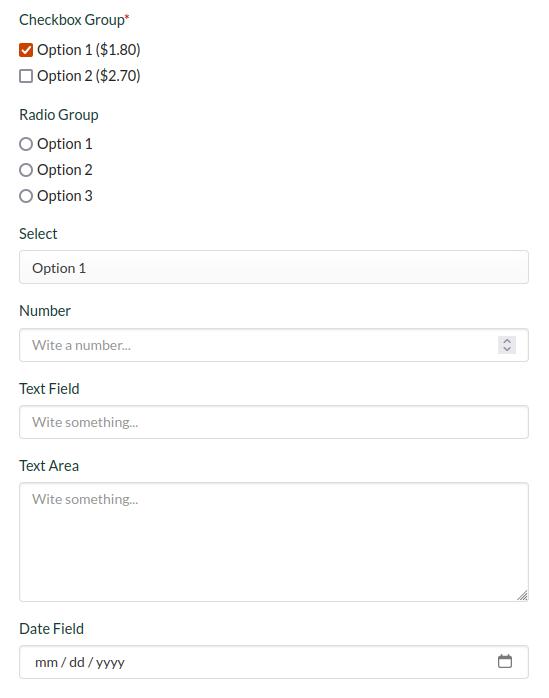 Checkbox Group*
Option 1 ($1.80)
Option 2 ($2.70)
Radio Group
Option 1
Option 2
Option 3
Select
Option 1
Number
Wite a number...
Text Field
Wite something...
Text Area
Wite something...
Date Field
mm / dd / yyyy